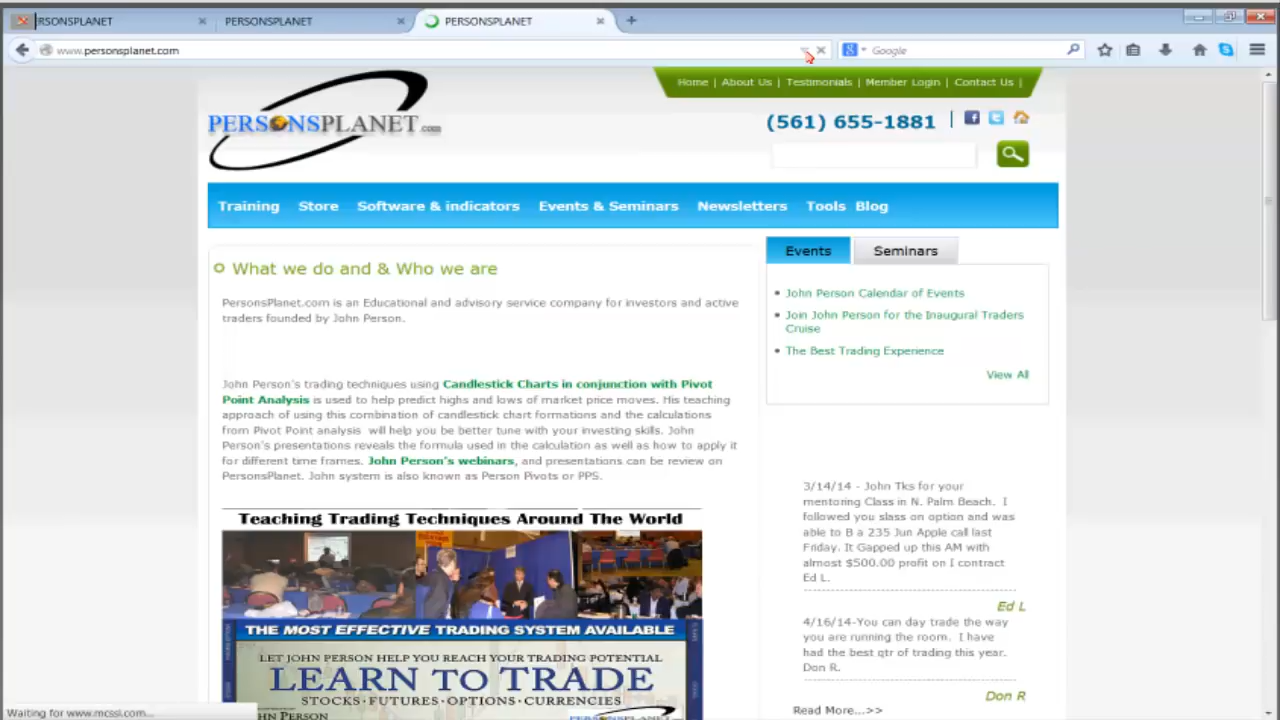 RSONSPLANET
PERSONSPLANET
PERSONSPLANET
www.personsplanet.com
Google
Home | About Us | Testimonials | Member Login | Contact Us |
PERSONSPLANET.com
(561) 655-1881
Training Store Software & indicators Events & Seminars Newsletters Tools Blog
What we do and & Who we are
PersonsPlanet.com is an Educational and advisory service company for investors and active
traders founded by John Person.
John Person's trading techniques using Candlestick Charts in conjunction with Pivot
Point Analysis is used to help predict highs and lows of market price moves. His teaching
approach of using this combination of candlestick chart formations and the calculations
from Pivot Point analysis will help you be better tune with your investing skills. John
Person's presentations reveals the formula used in the calculation as well as how to apply it
for different time frames. John Person's webinars, and presentations can be review on
PersonsPlanet. John system is also known as Person Pivots or PPS.
Teaching Trading Techniques Around The World
THE MOST EFFECTIVE TRADING SYSTEM AVAILABLE
LET JOHN PERSON HELP YOU REACH YOUR TRADING POTENTIAL
LEARN TO TRADE
STOCKS·FUTURES·OPTIONS·CURRENCIES
HN PERSON
PERSONSPLANET
Events Seminars
John Person Calendar of Events
Join John Person for the Inaugural Traders
Cruise
The Best Trading Experience
View All
3/14/14 - John Tks for your
mentoring Class in N. Palm Beach. I
followed you slass on option and was
able to B a 235 Jun Apple call last
Friday. It Gapped up this AM with
almost $500.00 profit on I contract
Ed L.
Ed L
4/16/14-You can day trade the way
you are running the room. I have
had the best qtr of trading this year.
Don R.
Don R
Read More...>>
Waiting for www.mcssl.com...